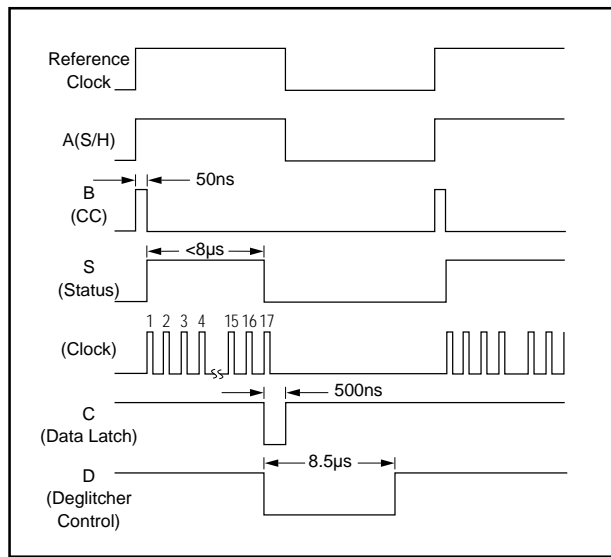 Reference
Clock
A(S/H)
50ns
B
(CC)
<8µs
S
(Status)
1 2 3 4 15 16 17
(Clock)
500ns
C
(Data Latch)
8.5µs
D
(Deglitcher
Control)